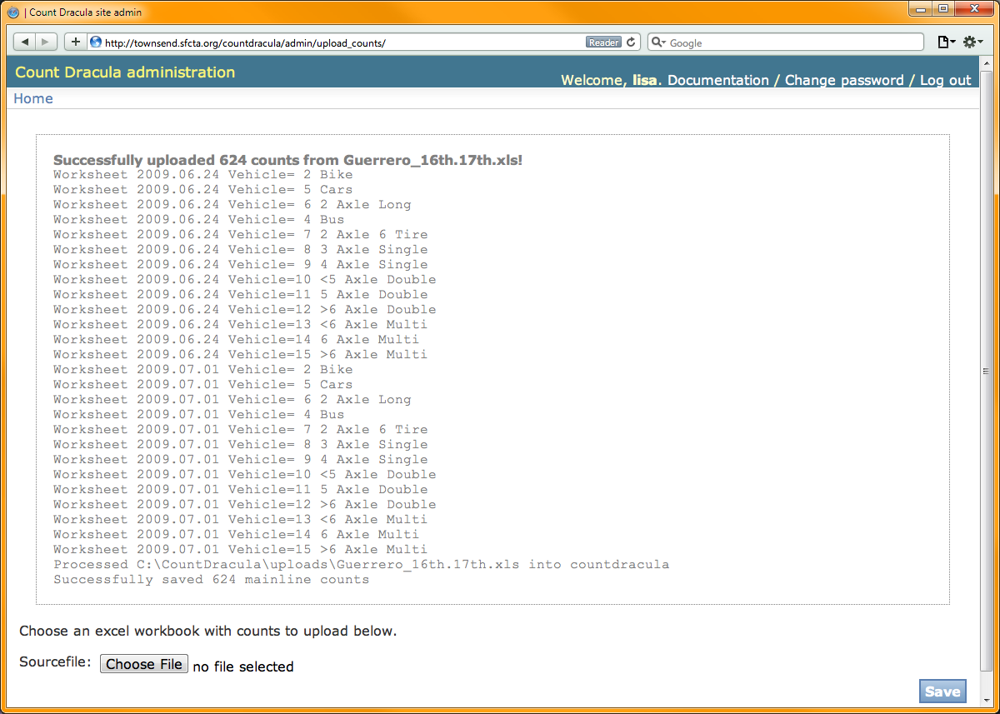 | Count Dracula site admin
http://townsend.sfcta.org/countdracula/admin/upload_counts/ Reader Google
Count Dracula administration
Welcome, lisa. Documentation / Change password / Log out
Home
Successfully uploaded 624 counts from Guerrero_16th.17th.xls!
Worksheet 2009.06.24 Vehicle= 2 Bike
Worksheet 2009.06.24 Vehicle= 5 Cars
Worksheet 2009.06.24 Vehicle= 6 2 Axle Long
Worksheet 2009.06.24 Vehicle= 4 Bus
Worksheet 2009.06.24 Vehicle= 7 2 Axle 6 Tire
Worksheet 2009.06.24 Vehicle= 8 3 Axle Single
Worksheet 2009.06.24 Vehicle= 9 4 Axle Single
Worksheet 2009.06.24 Vehicle=10 <5 Axle Double
Worksheet 2009.06.24 Vehicle=11 5 Axle Double
Worksheet 2009.06.24 Vehicle=12 >6 Axle Double
Worksheet 2009.06.24 Vehicle=13 <6 Axle Multi
Worksheet 2009.06.24 Vehicle=14 6 Axle Multi
Worksheet 2009.06.24 Vehicle=15 >6 Axle Multi
Worksheet 2009.07.01 Vehicle= 2 Bike
Worksheet 2009.07.01 Vehicle= 5 Cars
Worksheet 2009.07.01 Vehicle= 6 2 Axle Long
Worksheet 2009.07.01 Vehicle= 4 Bus
Worksheet 2009.07.01 Vehicle= 7 2 Axle 6 Tire
Worksheet 2009.07.01 Vehicle= 8 3 Axle Single
Worksheet 2009.07.01 Vehicle= 9 4 Axle Single
Worksheet 2009.07.01 Vehicle=10 <5 Axle Double
Worksheet 2009.07.01 Vehicle=11 5 Axle Double
Worksheet 2009.07.01 Vehicle=12 >6 Axle Double
Worksheet 2009.07.01 Vehicle=13 <6 Axle Multi
Worksheet 2009.07.01 Vehicle=14 6 Axle Multi
Worksheet 2009.07.01 Vehicle=15 >6 Axle Multi
Processed C:\CountDracula\uploads\Guerrero_16th.17th.xls into countdracula
Successfully saved 624 mainline counts
Choose an excel workbook with counts to upload below.
Sourcefile: Choose File no file selected
Save